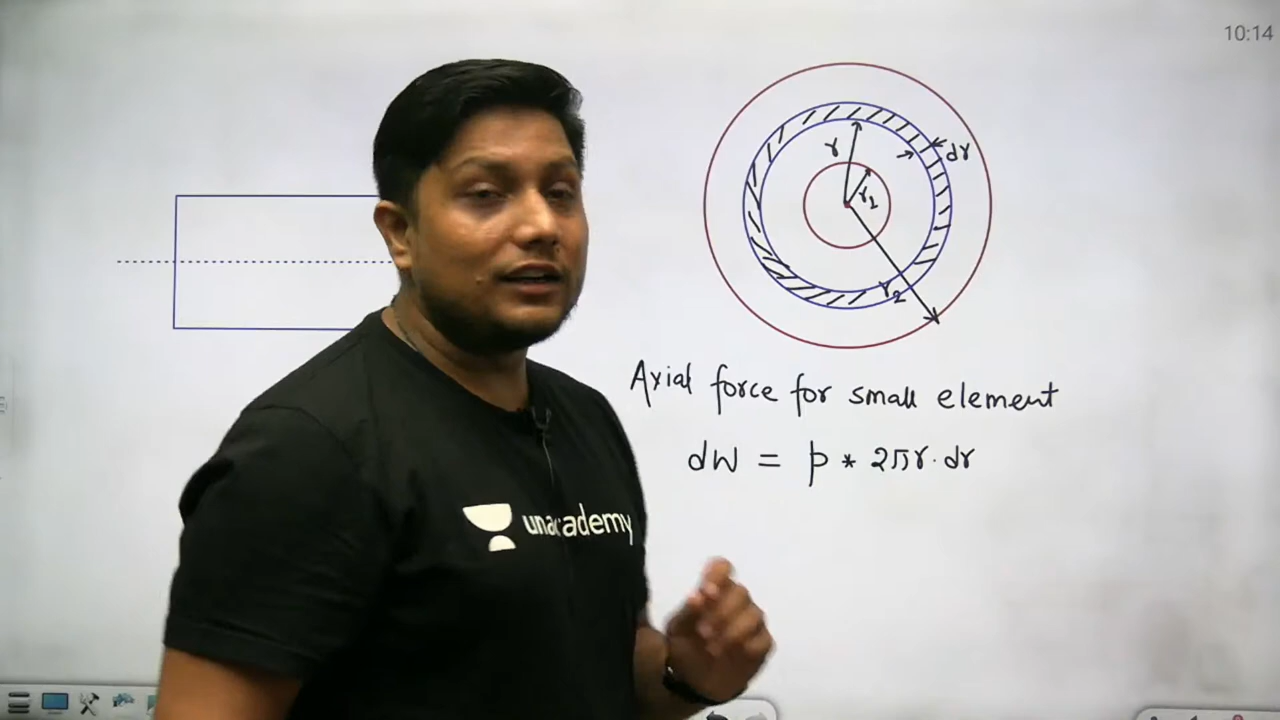 10:14
r
dr
r₁
r₂
Axial force for small element
dW = p * 2πr.dr
unacademy